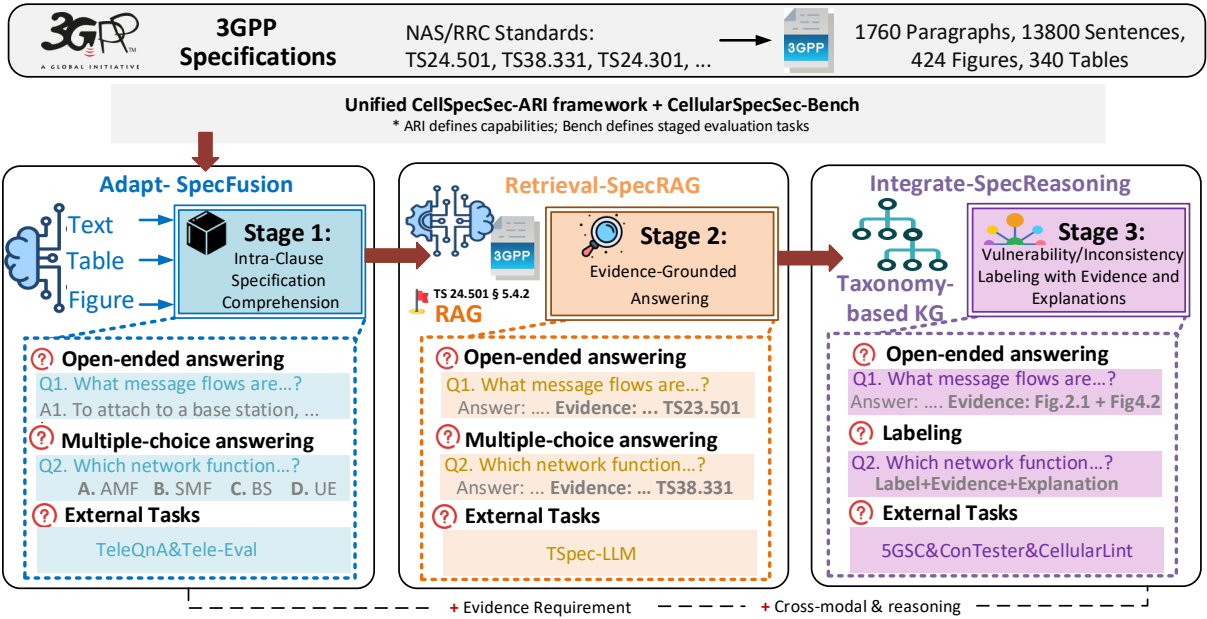 3GPP
TM
A GLOBAL INITIATIVE
3GPP
Specifications
NAS/RRC Standards:
TS24.501, TS38.331, TS24.301, ...
3GPP
1760 Paragraphs, 13800 Sentences,
424 Figures, 340 Tables
Unified CellSpecSec-ARI framework + CellularSpecSec-Bench
* ARI defines capabilities; Bench defines staged evaluation tasks
Adapt- SpecFusion
Text
Table
Figure
Stage 1:
Intra-Clause
Specification
Comprehension
Open-ended answering
Q1. What message flows are...?
A1. To attach to a base station, ...
Multiple-choice answering
Q2. Which network function...?
A. AMF B. SMF C. BS D. UE
External Tasks
TeleQnA&Tele-Eval
Retrieval-SpecRAG
3GPP
TS 24.501 § 5.4.2
RAG
Stage 2:
Evidence-Grounded
Answering
Open-ended answering
Q1. What message flows are...?
Answer: .... Evidence: ... TS23.501
Multiple-choice answering
Q2. Which network function...?
Answer: ... Evidence: ... TS38.331
External Tasks
TSpec-LLM
Integrate-SpecReasoning
Taxonomy-
based KG
Stage 3:
Vulnerability/Inconsistency
Labeling with Evidence and
Explanations
Open-ended answering
Q1. What message flows are...?
Answer: .... Evidence: Fig.2.1 + Fig4.2
Labeling
Q2. Which network function...?
Label+Evidence+Explanation
External Tasks
5GSC&ConTester&CellularLint
+ Evidence Requirement
+ Cross-modal & reasoning